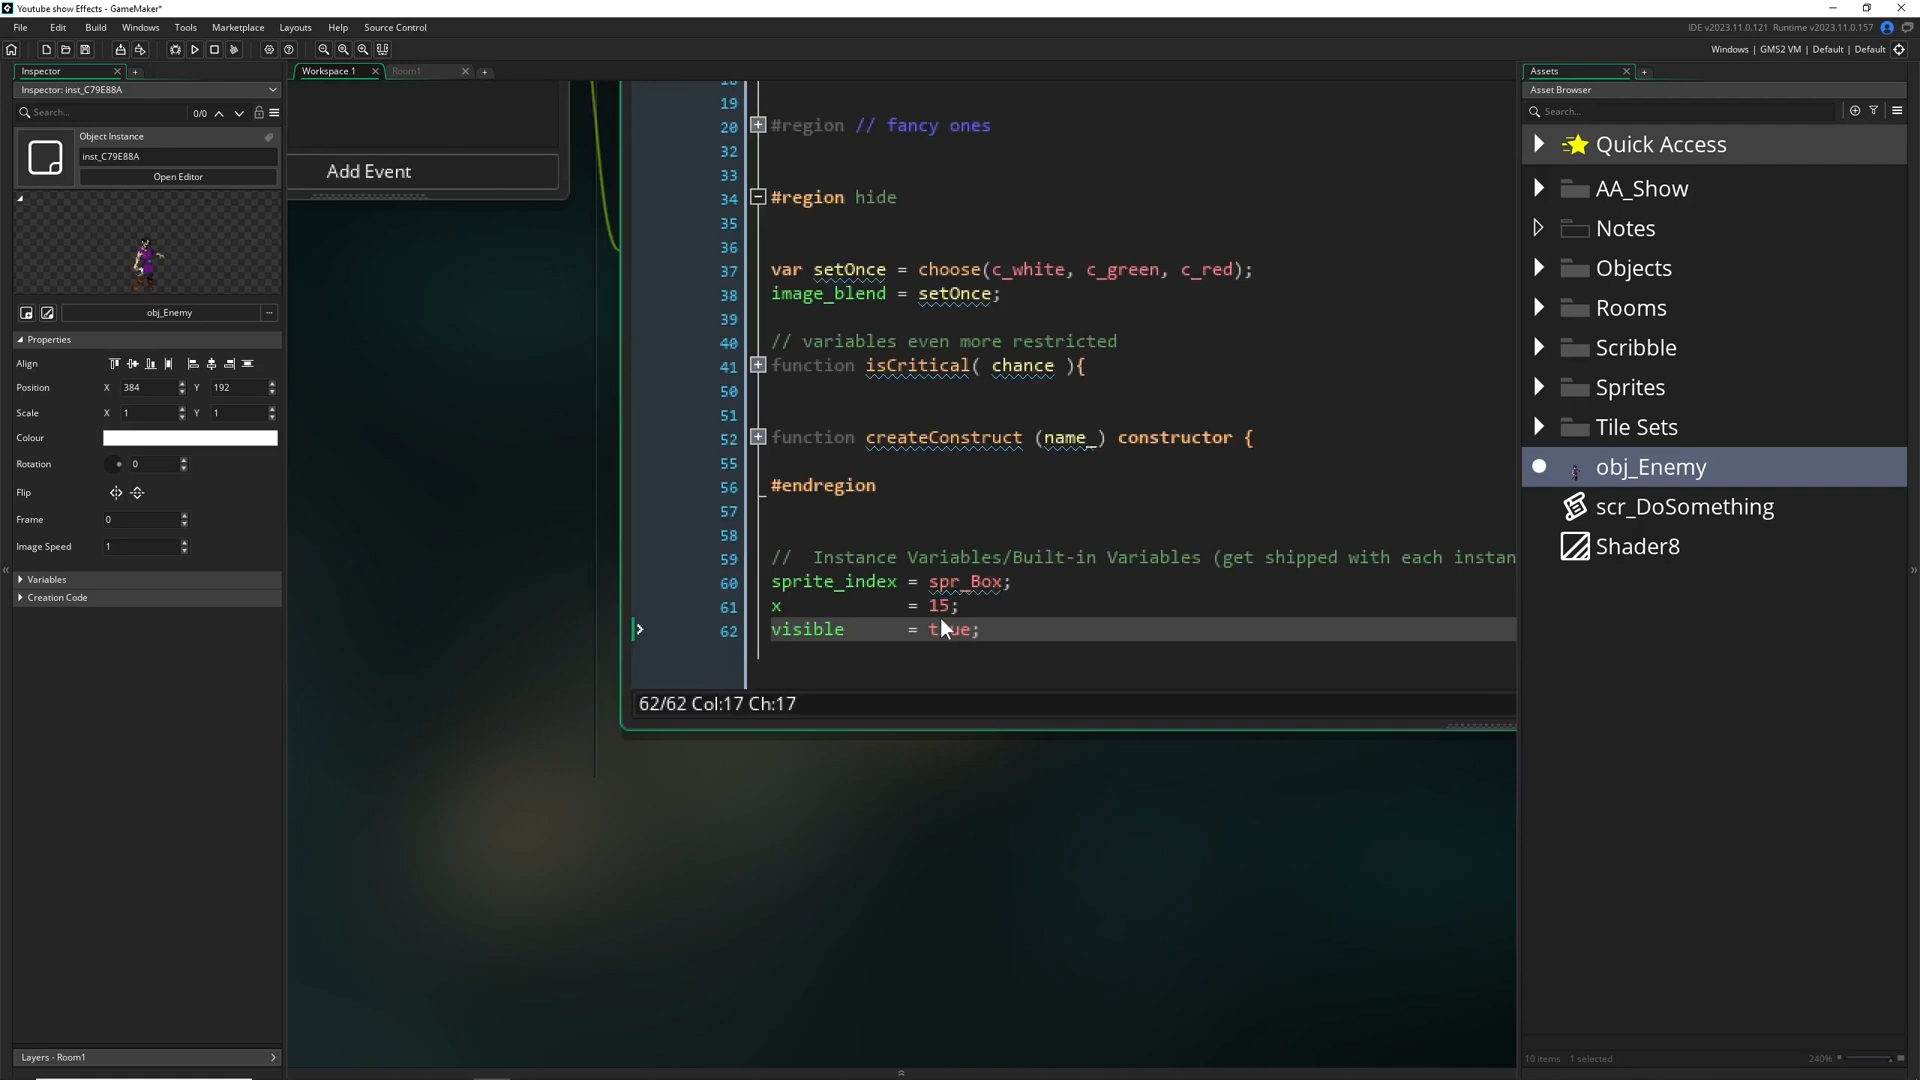 Youtube show Effects - GameMaker*
File Edit Build Windows Tools Marketplace Layouts Help Source Control
IDE v2023.11.0.121 Runtime v2023.11.0.157
Windows | GMS2 VM | Default | Default
Inspector
Workspace 1 Room1
Assets
Inspector: inst_C79E88A
Asset Browser
Search... 0/0
Search...
Object Instance
inst_C79E88A
Open Editor
obj_Enemy
Properties
Align
Position X 384 Y 192
Scale X 1 Y 1
Colour
Rotation 0
Flip
Frame 0
Image Speed 1
Variables
Creation Code
Layers - Room1
Add Event
19
20 #region // fancy ones
32
33
34 #region hide
35
36
37 var setOnce = choose(c_white, c_green, c_red);
38 image_blend = setOnce;
39
40 // variables even more restricted
41 function isCritical( chance ){
50
51
52 function createConstruct (name_) constructor {
55
56 #endregion
57
58
59 // Instance Variables/Built-in Variables (get shipped with each instan
60 sprite_index = spr_Box;
61 x = 15;
62 visible = true;
62/62 Col:17 Ch:17
Quick Access
AA_Show
Notes
Objects
Rooms
Scribble
Sprites
Tile Sets
obj_Enemy
scr_DoSomething
Shader8
10 items 1 selected 240%